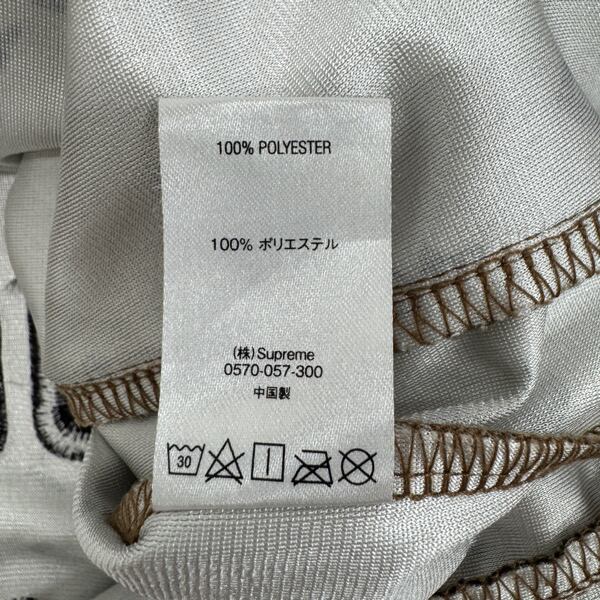 100% POLYESTER
100% ポリエステル
(株) Supreme
0570-057-300
中国製
30